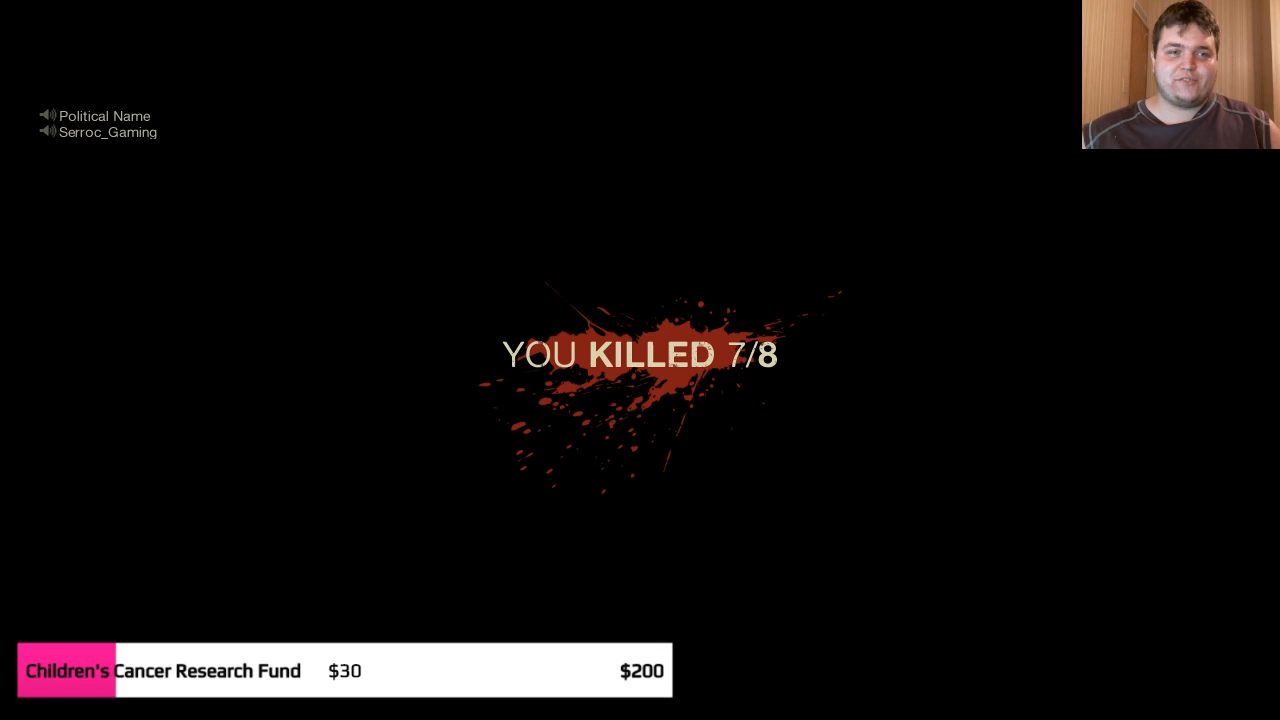 Political Name
Serroc_Gaming
YOU KILLED 7/8
Children's Cancer Research Fund $30 $200